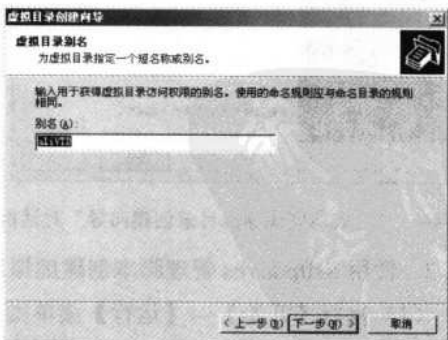 虚拟目录创建向导
虚拟目录别名
为虚拟目录指定一个短名称或别名。
输入用于获得虚拟目录访问权限的别名。使用的命名规则应与命名目录的规则
相同。
别名(A):
< 上一步(B)
下一步(N) >
取消